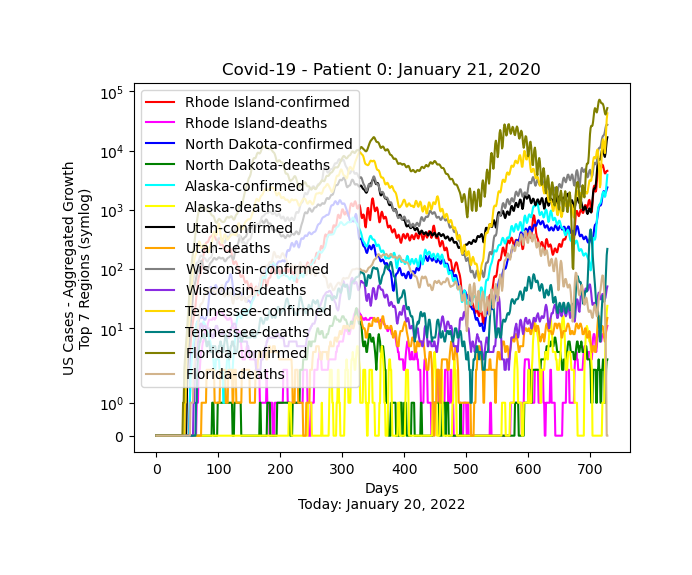 Covid-19 - Patient 0: January 21, 2020
US Cases - Aggregated Growth
Top 7 Regions (symlog)
10^5
10^4
10^3
10^2
10^1
10^0
0
Rhode Island-confirmed
Rhode Island-deaths
North Dakota-confirmed
North Dakota-deaths
Alaska-confirmed
Alaska-deaths
Utah-confirmed
Utah-deaths
Wisconsin-confirmed
Wisconsin-deaths
Tennessee-confirmed
Tennessee-deaths
Florida-confirmed
Florida-deaths
0 100 200 300 400 500 600 700
Days
Today: January 20, 2022